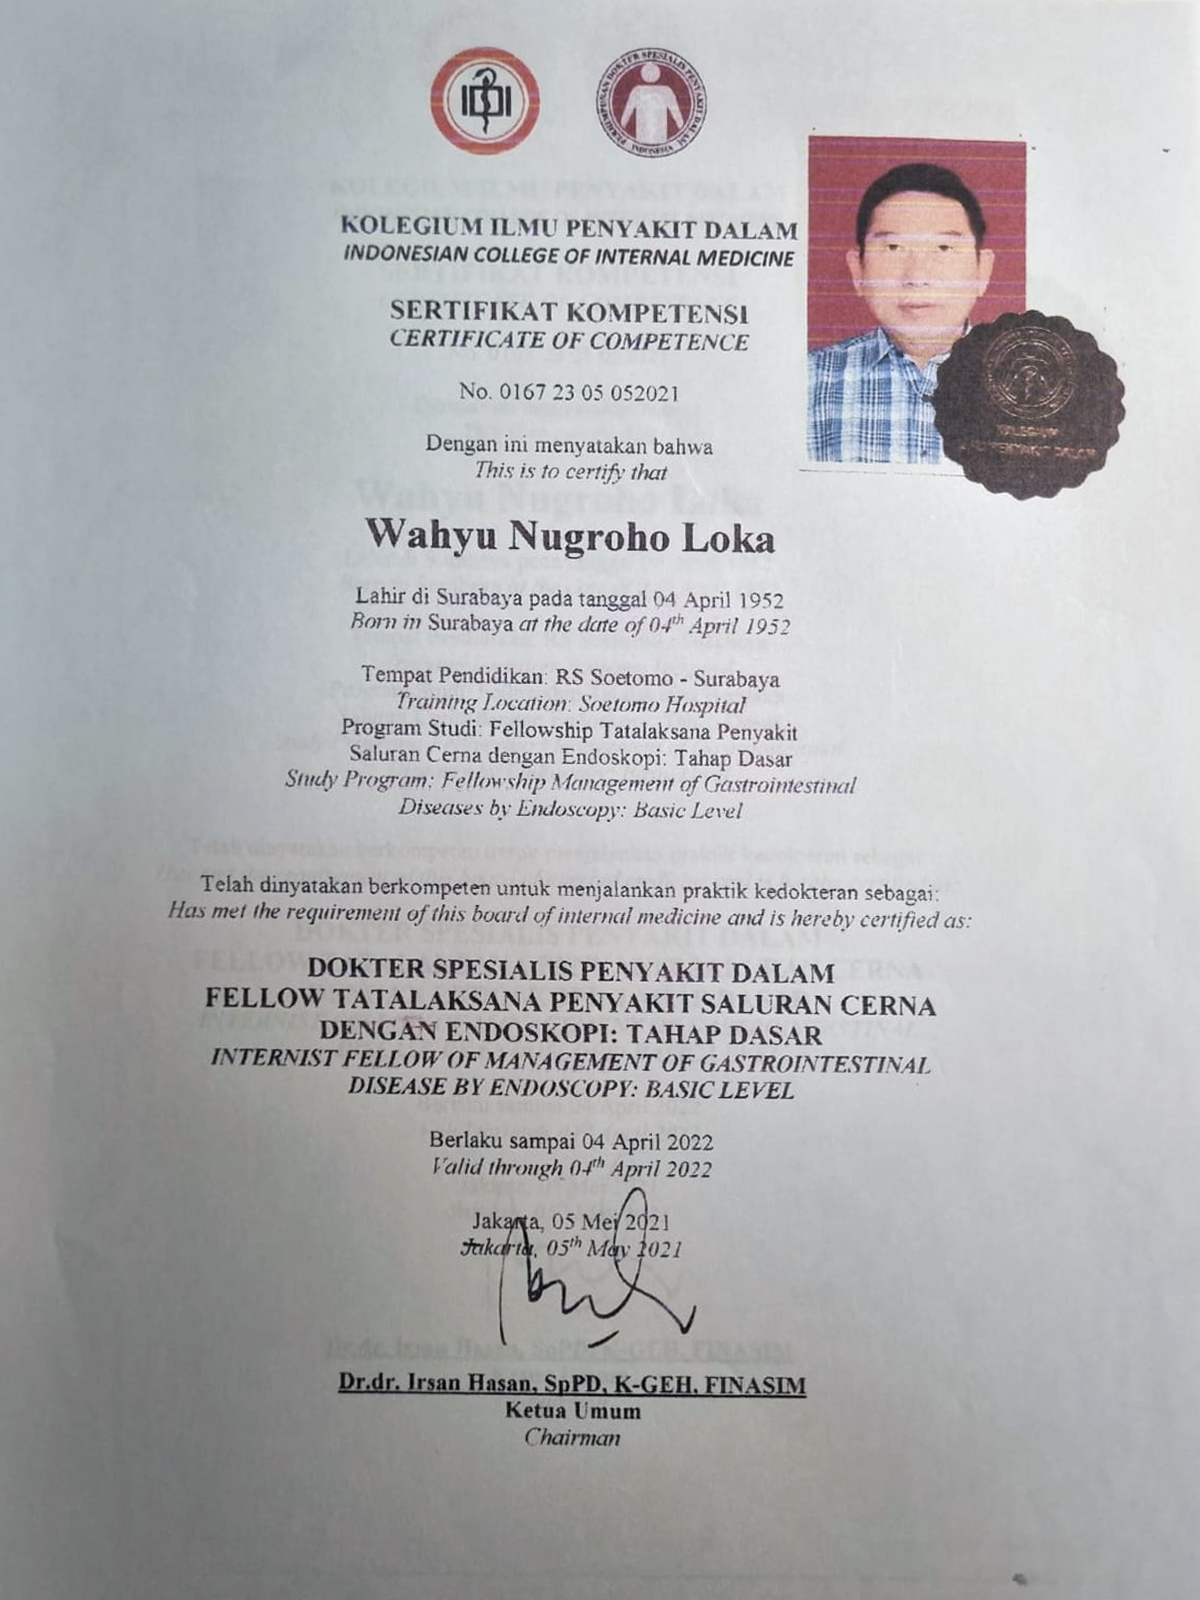 IDI
PERHIMPUNAN DOKTER SPESIALIS PENYAKIT DALAM
INDONESIA
KOLEGIUM ILMU PENYAKIT DALAM
INDONESIAN COLLEGE OF INTERNAL MEDICINE
SERTIFIKAT KOMPETENSI
CERTIFICATE OF COMPETENCE
No. 0167 23 05 052021
Dengan ini menyatakan bahwa
This is to certify that
Wahyu Nugroho Loka
Lahir di Surabaya pada tanggal 04 April 1952
Born in Surabaya at the date of 04th April 1952
Tempat Pendidikan: RS Soetomo - Surabaya
Training Location: Soetomo Hospital
Program Studi: Fellowship Tatalaksana Penyakit
Saluran Cerna dengan Endoskopi: Tahap Dasar
Study Program: Fellowship Management of Gastrointestinal
Diseases by Endoscopy: Basic Level
Telah dinyatakan berkompeten untuk menjalankan praktik kedokteran sebagai:
Has met the requirement of this board of internal medicine and is hereby certified as:
DOKTER SPESIALIS PENYAKIT DALAM
FELLOW TATALAKSANA PENYAKIT SALURAN CERNA
DENGAN ENDOSKOPI: TAHAP DASAR
INTERNIST FELLOW OF MANAGEMENT OF GASTROINTESTINAL
DISEASE BY ENDOSCOPY: BASIC LEVEL
Berlaku sampai 04 April 2022
Valid through 04th April 2022
Jakarta, 05 Mei 2021
Jakarta, 05th May 2021
Dr.dr. Irsan Hasan, SpPD, K-GEH, FINASIM
Ketua Umum
Chairman